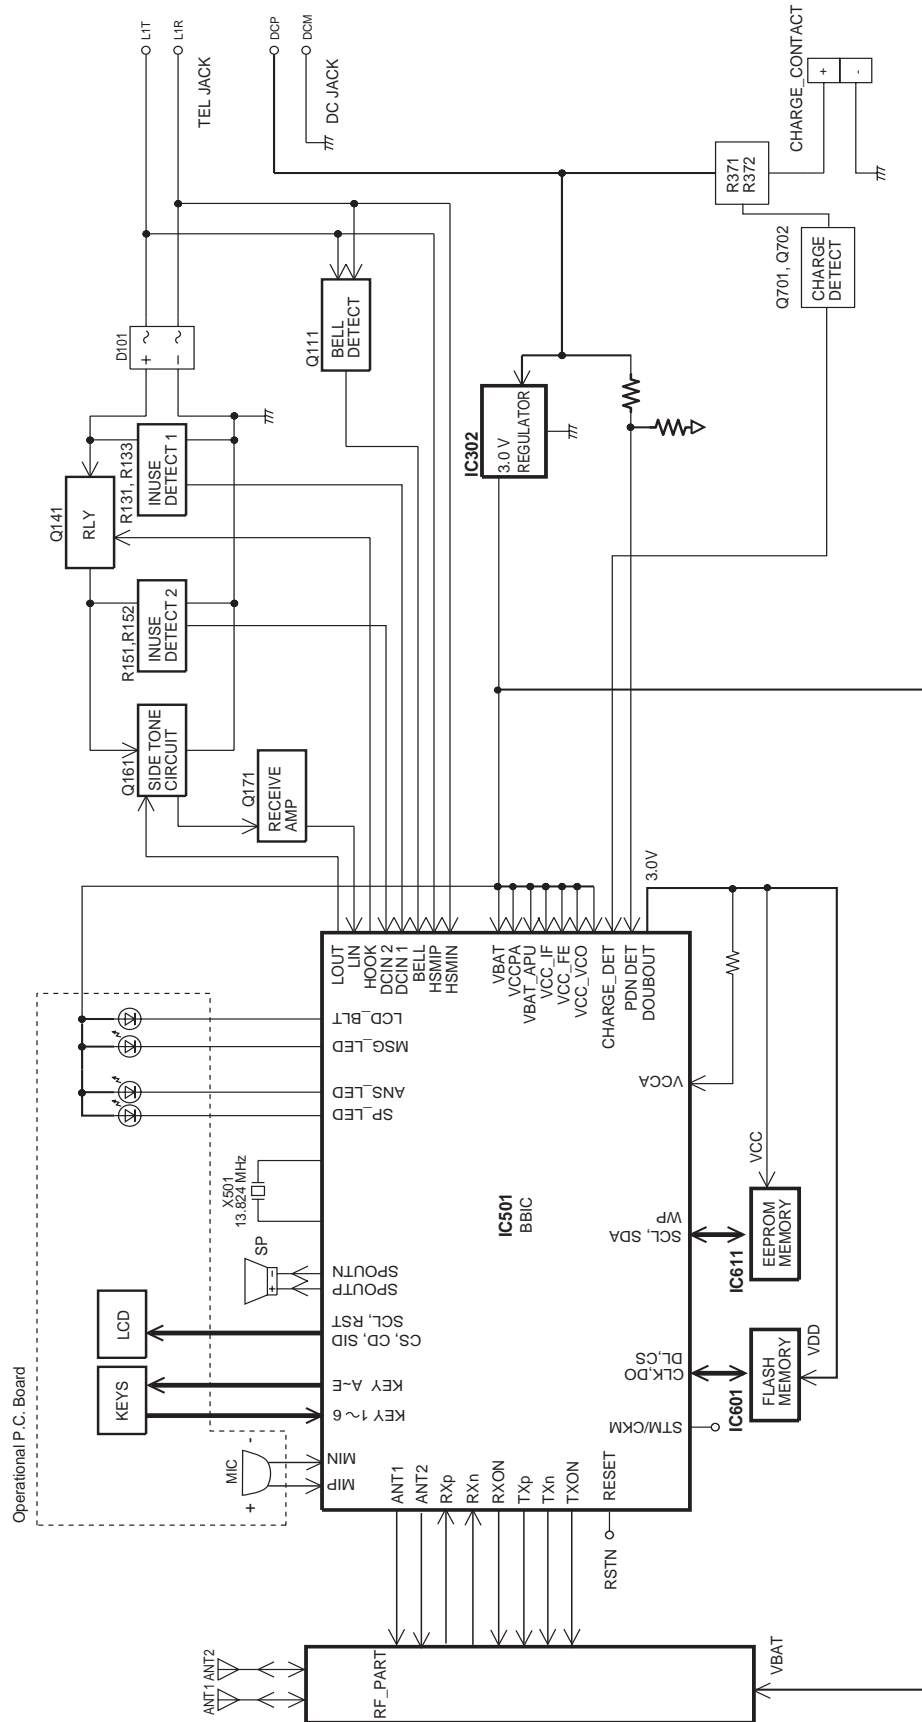 Operational P.C. Board
KEYS
LCD
MIC
+
-
SP
+
-
X501
13.824 MHz
Q161
SIDE TONE
CIRCUIT
R151,R152
INUSE
DETECT 2
Q141
RLY
R131, R133
INUSE
DETECT 1
D101
+
-
L1T
L1R
TEL JACK
DCP
DCM
DC JACK
Q171
RECEIVE
AMP
Q111
BELL
DETECT
IC302
3.0 V
REGULATOR
R371
R372
CHARGE_CONTACT
+
-
Q701, Q702
CHARGE
DETECT
ANT1
ANT2
RF_PART
VBAT
MIP
MIN
KEY 1~6
KEY A~E
CS, CD, SID
SCL, RST
SPOUTP
SPOUTN
SP_LED
ANS_LED
MSG_LED
LCD_BLT
LOUT
LIN
HOOK
DCIN 2
DCIN 1
BELL
HSMIP
HSMIN
VBAT
VCCPA
VBAT_APU
VCC_IF
VCC_FE
VCC_VCO
CHARGE_DET
PDN DET
DOUBOUT
3.0V
IC501
BBIC
ANT1
ANT2
RXp
RXn
RXON
TXp
TXn
TXON
RESET
RSTN
STM/CKM
CLK,DO
DL,CS
SCL, SDA
WP
VCCA
IC601
FLASH
MEMORY
VDD
IC611
EEPROM
MEMORY
VCC